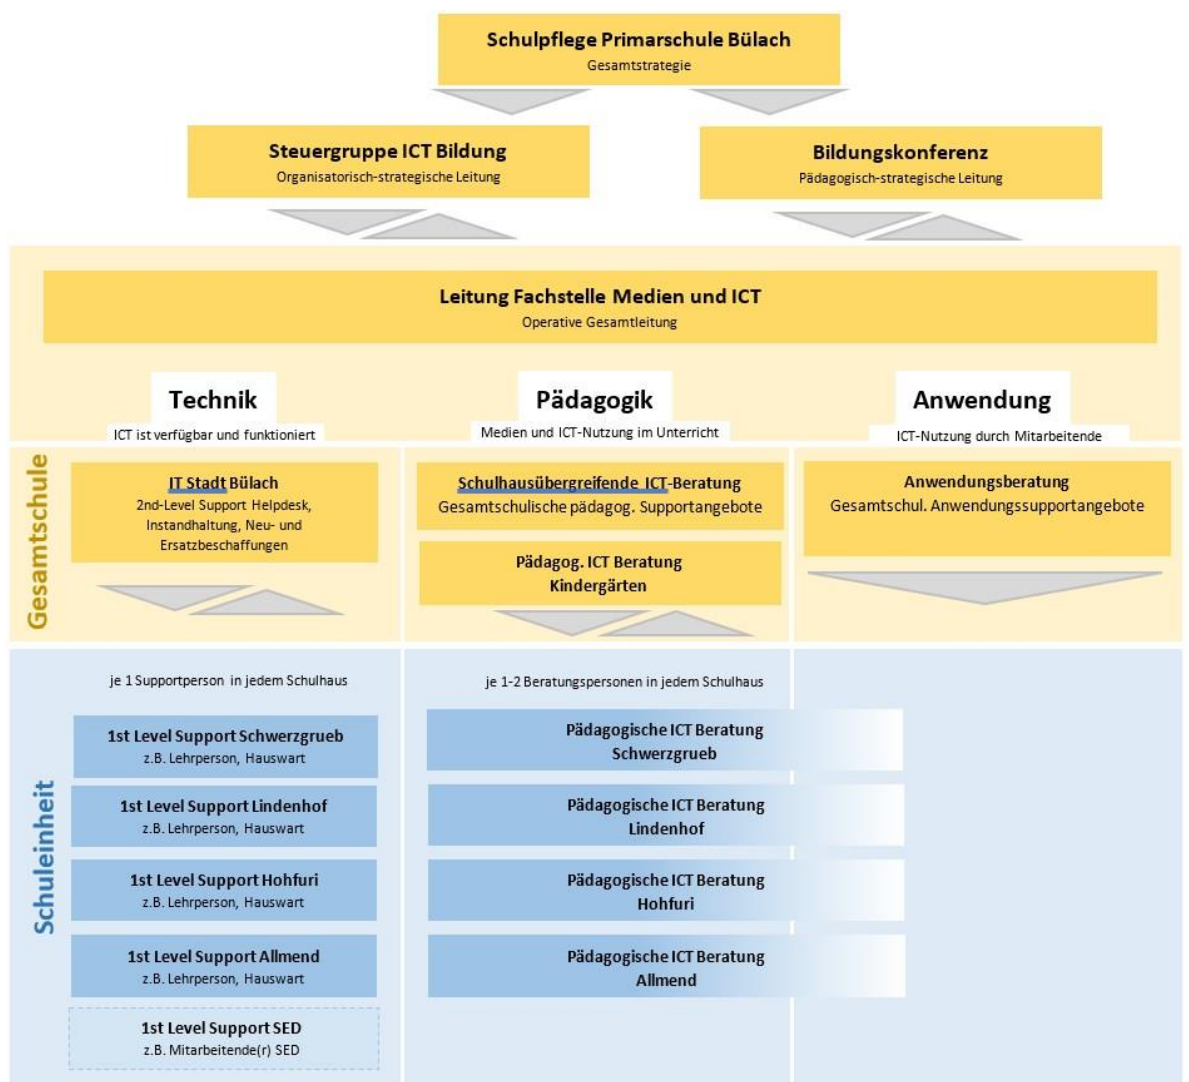 Schulpflege Primarschule Bülach
Gesamtstrategie
Steuergruppe ICT Bildung
Organisatorisch-strategische Leitung
Bildungskonferenz
Pädagogisch-strategische Leitung
Leitung Fachstelle Medien und ICT
Operative Gesamtleitung
Technik
ICT ist verfügbar und funktioniert
Pädagogik
Medien und ICT-Nutzung im Unterricht
Anwendung
ICT-Nutzung durch Mitarbeitende
Gesamtschule
IT Stadt Bülach
2nd-Level Support Helpdesk,
Instandhaltung, Neu- und
Ersatzbeschaffungen
Schulhausübergreifende ICT-Beratung
Gesamtschulische pädagog. Supportangebote
Pädagog. ICT Beratung
Kindergärten
Anwendungsberatung
Gesamtschul. Anwendungssupportangebote
Schuleinheit
je 1 Supportperson in jedem Schulhaus
1st Level Support Schwerzgrueb
z.B. Lehrperson, Hauswart
1st Level Support Lindenhof
z.B. Lehrperson, Hauswart
1st Level Support Hohfuri
z.B. Lehrperson, Hauswart
1st Level Support Allmend
z.B. Lehrperson, Hauswart
1st Level Support SED
z.B. Mitarbeitende(r) SED
je 1-2 Beratungspersonen in jedem Schulhaus
Pädagogische ICT Beratung
Schwerzgrueb
Pädagogische ICT Beratung
Lindenhof
Pädagogische ICT Beratung
Hohfuri
Pädagogische ICT Beratung
Allmend